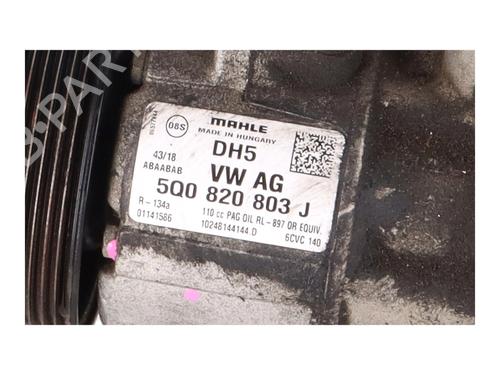 MAHLE
08S
MADE IN HUNGARY
DH5
43/18
VW AG
ABAABAB
5Q0 820 803 J
R-134a
110 cc PAG OIL RL-897 OR EQUIV.
01141586
10248144144 D
6CVC 140